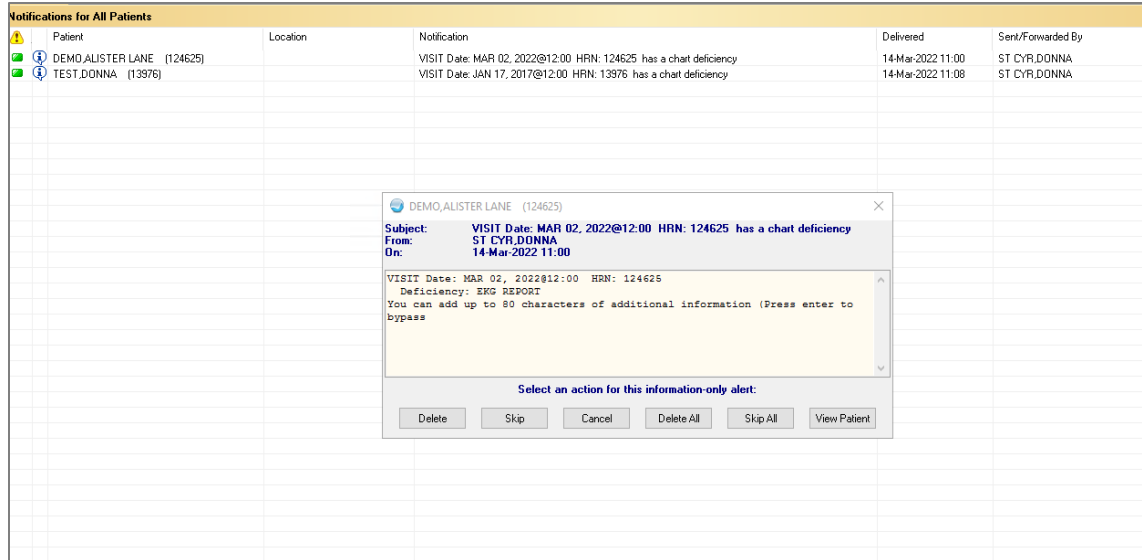 Notifications for All Patients
Patient Location Notification Delivered Sent/Forwarded By
DEMO,ALISTER LANE (124625) VISIT Date: MAR 02, 2022@12:00 HRN: 124625 has a chart deficiency 14-Mar-2022 11:00 ST CYR,DONNA
TEST,DONNA (13976) VISIT Date: JAN 17, 2017@12:00 HRN: 13976 has a chart deficiency 14-Mar-2022 11:08 ST CYR,DONNA
DEMO,ALISTER LANE (124625)
Subject: VISIT Date: MAR 02, 2022@12:00 HRN: 124625 has a chart deficiency
From: ST CYR,DONNA
On: 14-Mar-2022 11:00
VISIT Date: MAR 02, 2022@12:00 HRN: 124625
Deficiency: EKG REPORT
You can add up to 80 characters of additional information (Press enter to
bypass
Select an action for this information-only alert:
Delete Skip Cancel Delete All Skip All View Patient